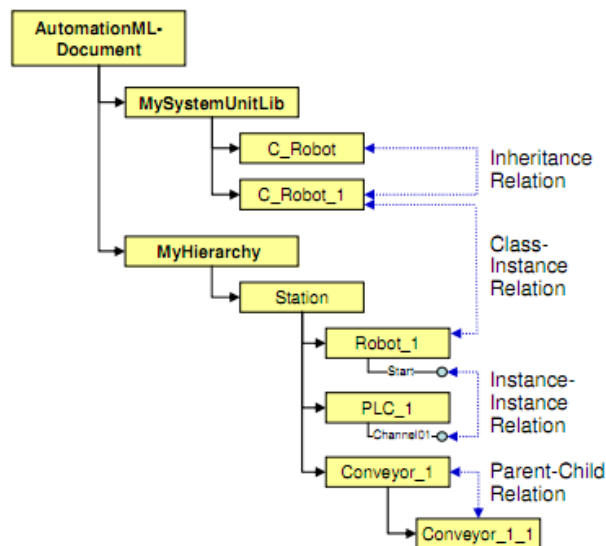 AutomationML-
Document
MySystemUnitLib
C_Robot
C_Robot_1
Inheritance
Relation
MyHierarchy
Station
Class-
Instance
Relation
Robot_1
Start
PLC_1
Channel01
Instance-
Instance
Relation
Conveyor_1
Parent-Child
Relation
Conveyor_1_1